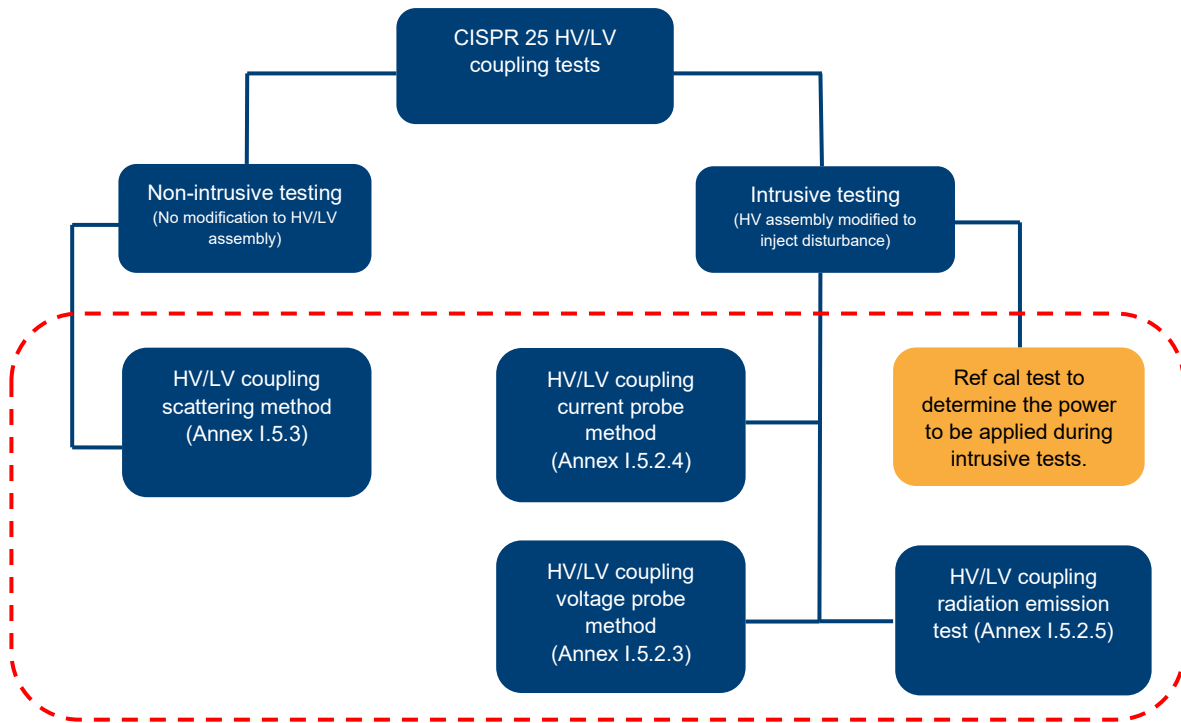 CISPR 25 HV/LV
coupling tests
Non-intrusive testing
(No modification to HV/LV
assembly)
Intrusive testing
(HV assembly modified to
inject disturbance)
HV/LV coupling
scattering method
(Annex I.5.3)
HV/LV coupling
current probe
method
(Annex I.5.2.4)
Ref cal test to
determine the power
to be applied during
intrusive tests.
HV/LV coupling
voltage probe
method
(Annex I.5.2.3)
HV/LV coupling
radiation emission
test (Annex I.5.2.5)